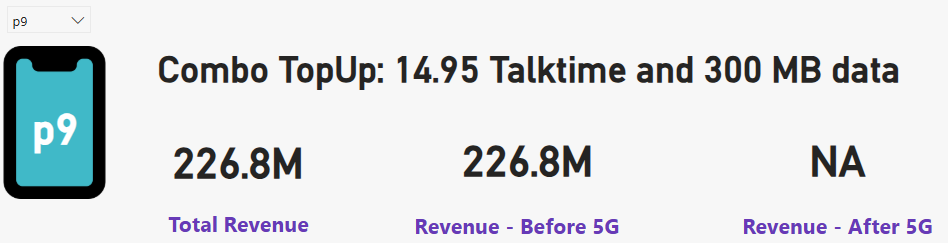 p9
Combo TopUp: 14.95 Talktime and 300 MB data
p9
226.8M
226.8M
NA
Total Revenue
Revenue - Before 5G
Revenue - After 5G